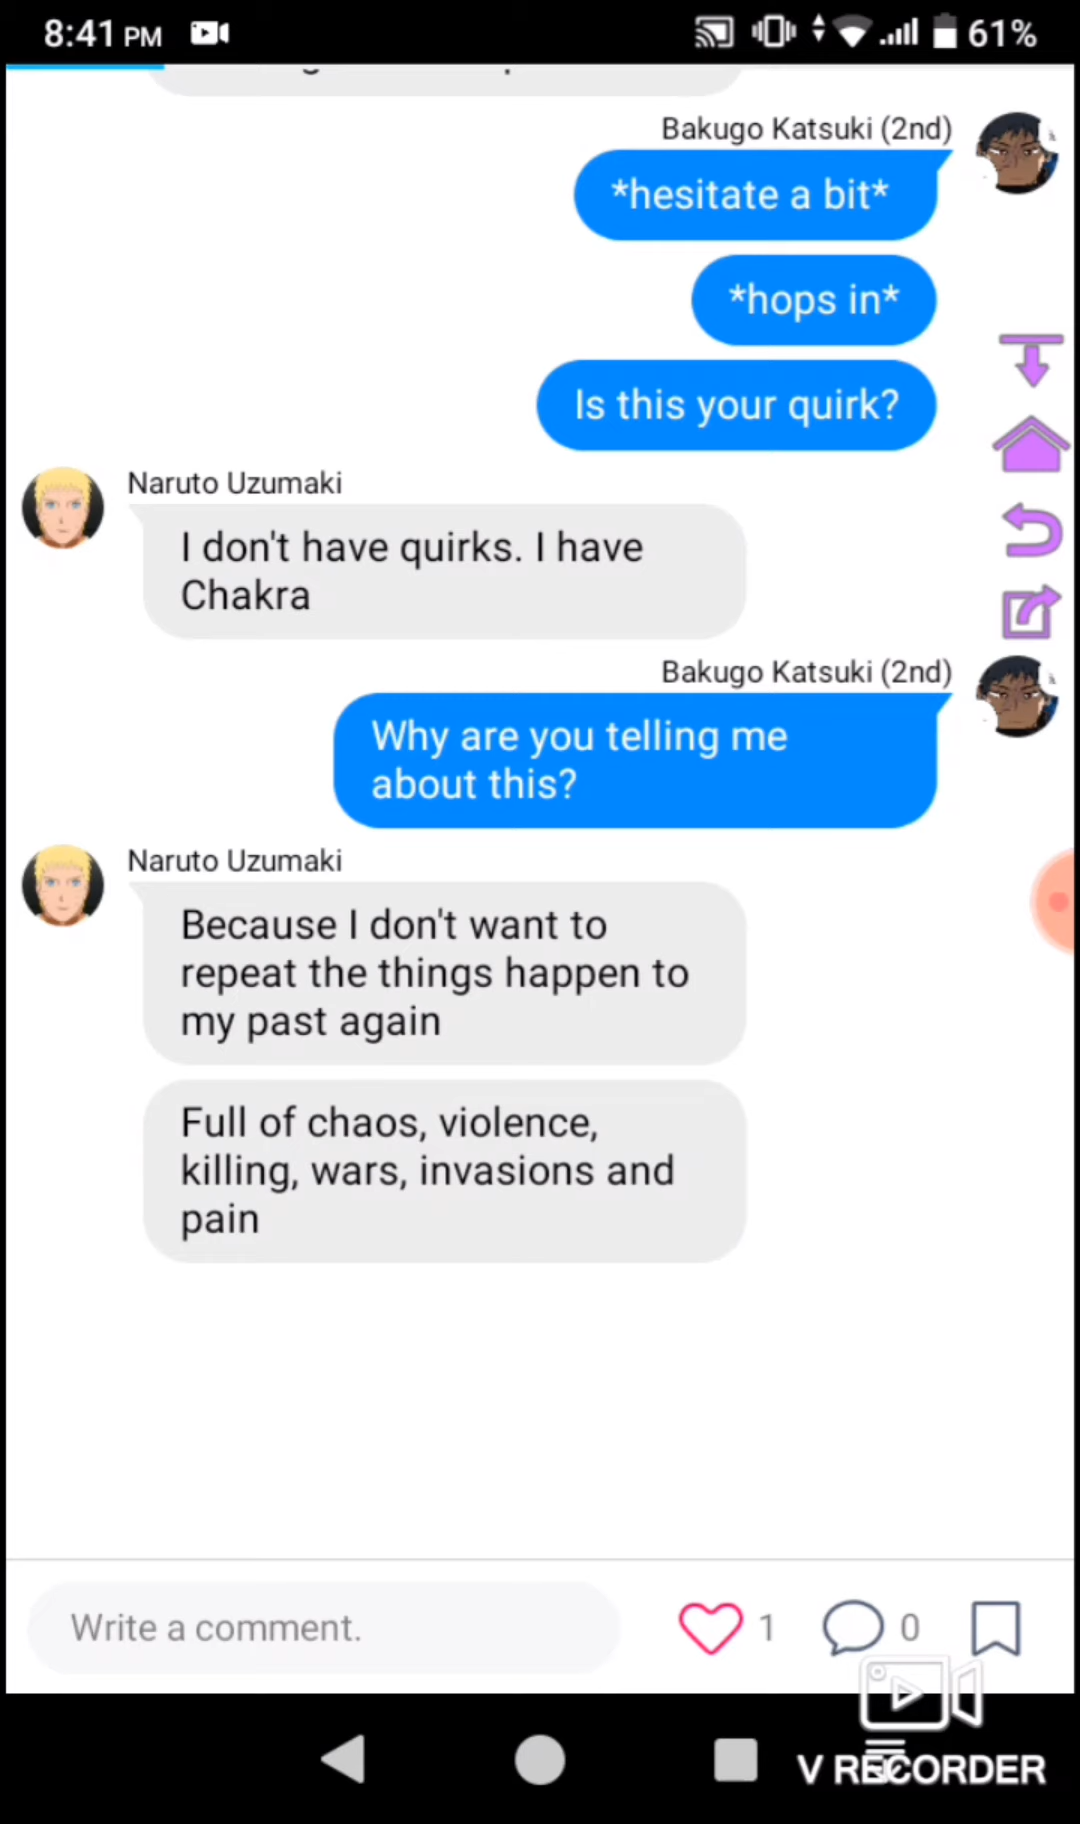 8:41 PM
61%
Bakugo Katsuki (2nd)
*hesitate a bit*
*hops in*
Is this your quirk?
Naruto Uzumaki
I don't have quirks. I have
Chakra
Bakugo Katsuki (2nd)
Why are you telling me
about this?
Naruto Uzumaki
Because I don't want to
repeat the things happen to
my past again
Full of chaos, violence,
killing, wars, invasions and
pain
Write a comment.
1
0
V RECORDER